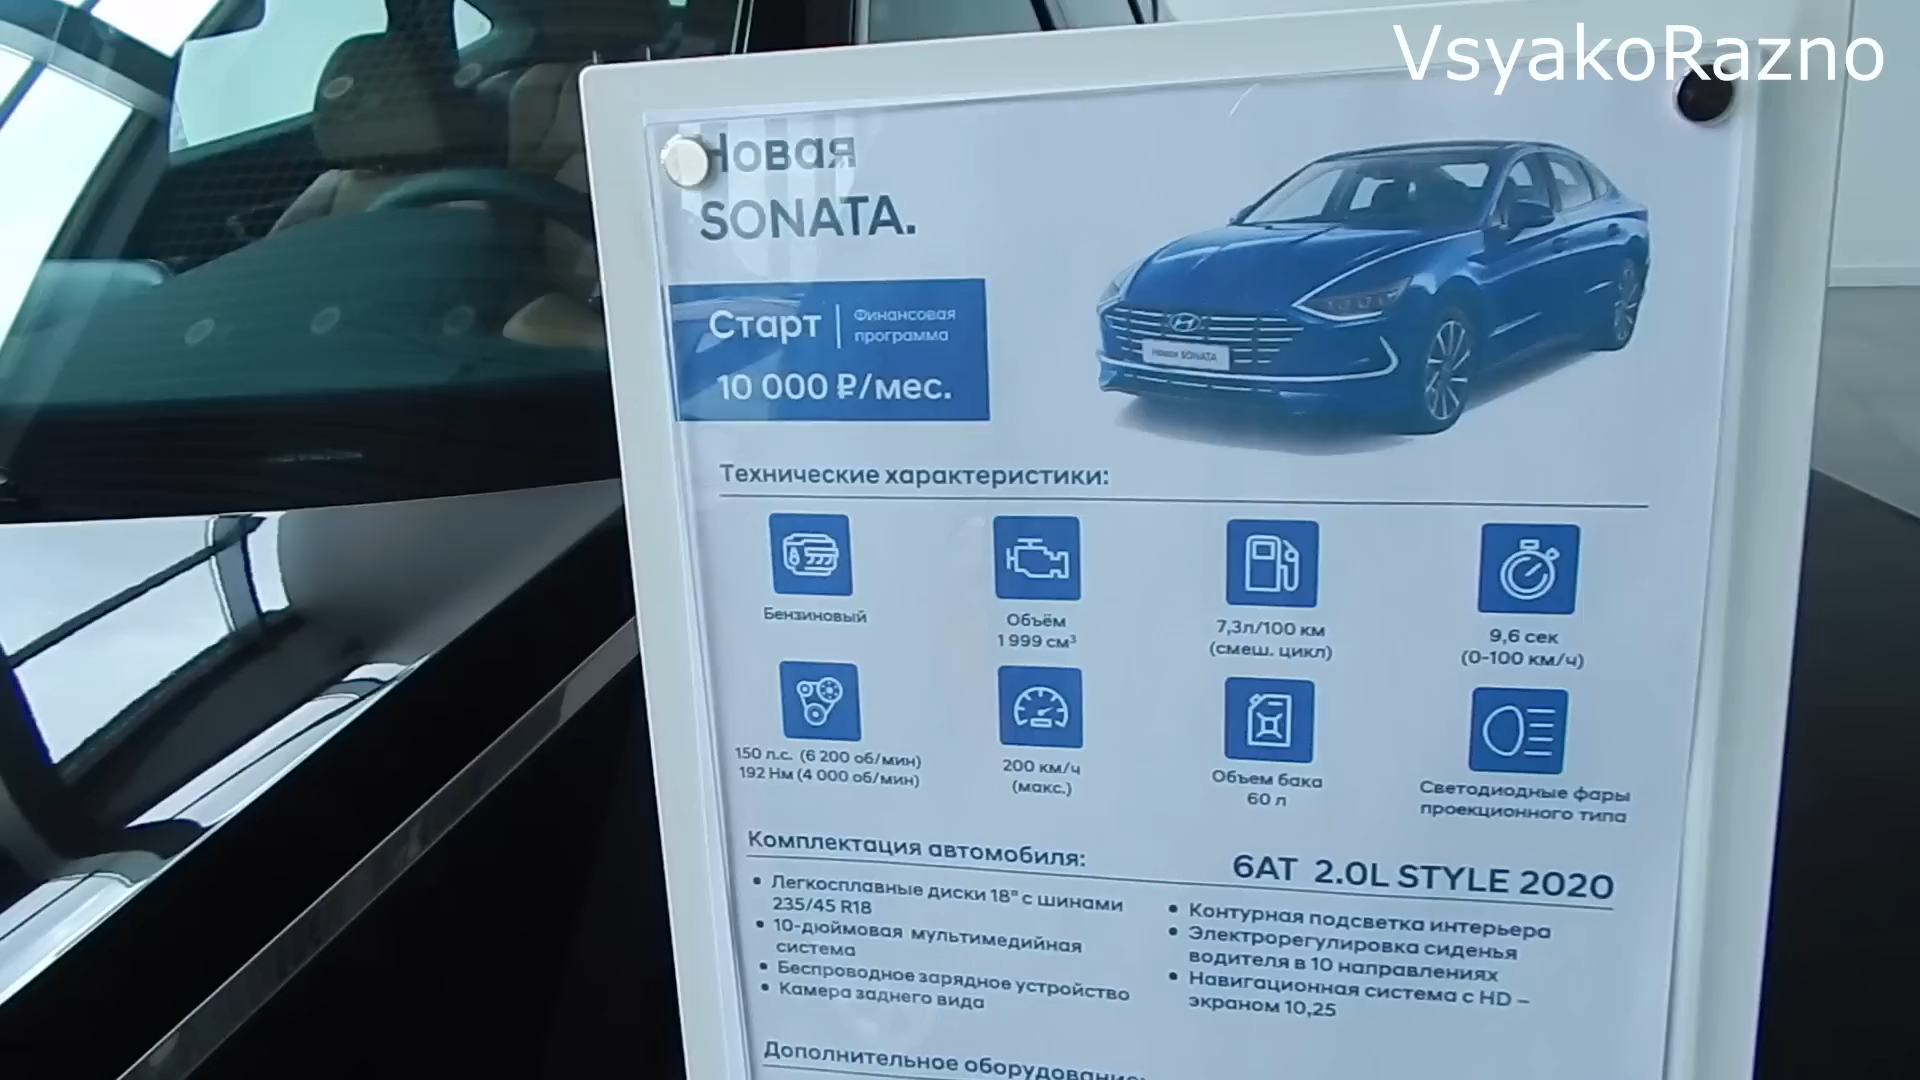 VsyakoRazno
Новая
SONATA.
Старт
Финансовая
программа
10 000 ₽/мес.
Новая SONATA
Технические характеристики:
Бензиновый
Объём
1 999 см³
7,3л/100 км
(смеш. цикл)
9,6 сек
(0-100 км/ч)
150 л.с. (6 200 об/мин)
192 Нм (4 000 об/мин)
200 км/ч
(макс.)
Объем бака
60 л
Светодиодные фары
проекционного типа
Комплектация автомобиля:
6AT 2.0L STYLE 2020
• Легкосплавные диски 18" с шинами
235/45 R18
• 10-дюймовая мультимедийная
система
• Беспроводное зарядное устройство
• Камера заднего вида
• Контурная подсветка интерьера
• Электрорегулировка сиденья
водителя в 10 направлениях
• Навигационная система с HD –
экраном 10,25
Дополнительное оборудование: